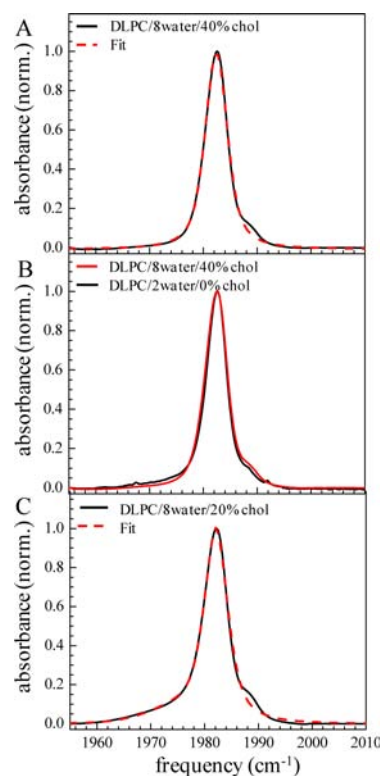 A
DLPC/8water/40% chol
Fit
absorbance (norm.)
1.0
0.8
0.6
0.4
0.2
0.0
B
DLPC/8water/40% chol
DLPC/2water/0% chol
absorbance (norm.)
1.0
0.8
0.6
0.4
0.2
0.0
C
DLPC/8water/20% chol
Fit
absorbance (norm.)
1.0
0.8
0.6
0.4
0.2
0.0
1960 1970 1980 1990 2000 2010
frequency (cm⁻¹)